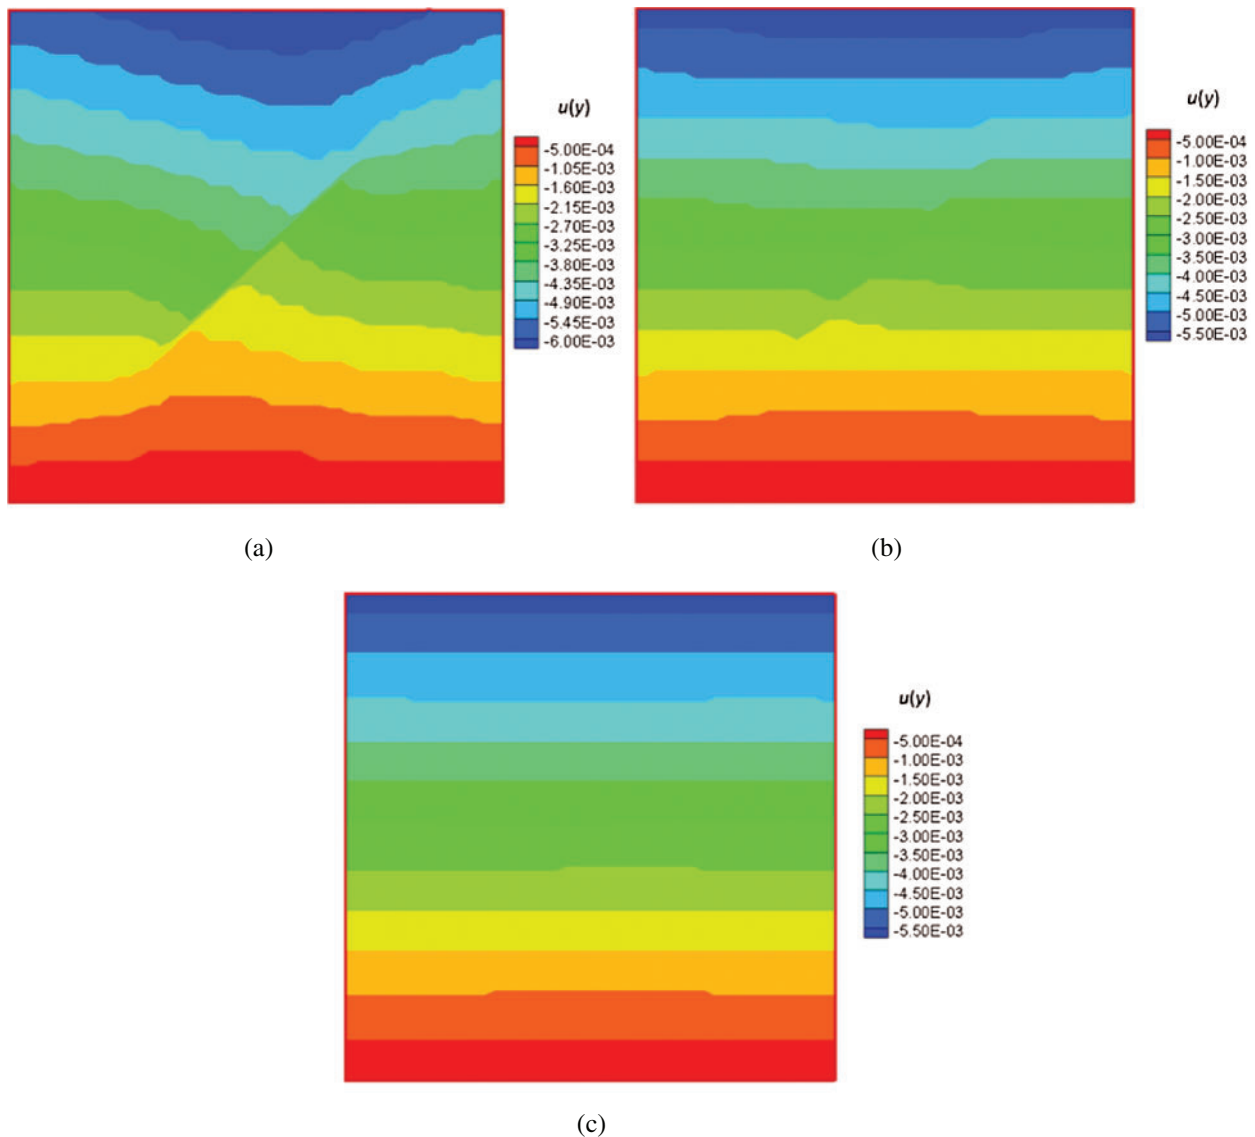 u(y)
-5.00E-04
-1.05E-03
-1.60E-03
-2.15E-03
-2.70E-03
-3.25E-03
-3.80E-03
-4.35E-03
-4.90E-03
-5.45E-03
-6.00E-03
(a)
u(y)
-5.00E-04
-1.00E-03
-1.50E-03
-2.00E-03
-2.50E-03
-3.00E-03
-3.50E-03
-4.00E-03
-4.50E-03
-5.00E-03
-5.50E-03
(b)
u(y)
-5.00E-04
-1.00E-03
-1.50E-03
-2.00E-03
-2.50E-03
-3.00E-03
-3.50E-03
-4.00E-03
-4.50E-03
-5.00E-03
-5.50E-03
(c)